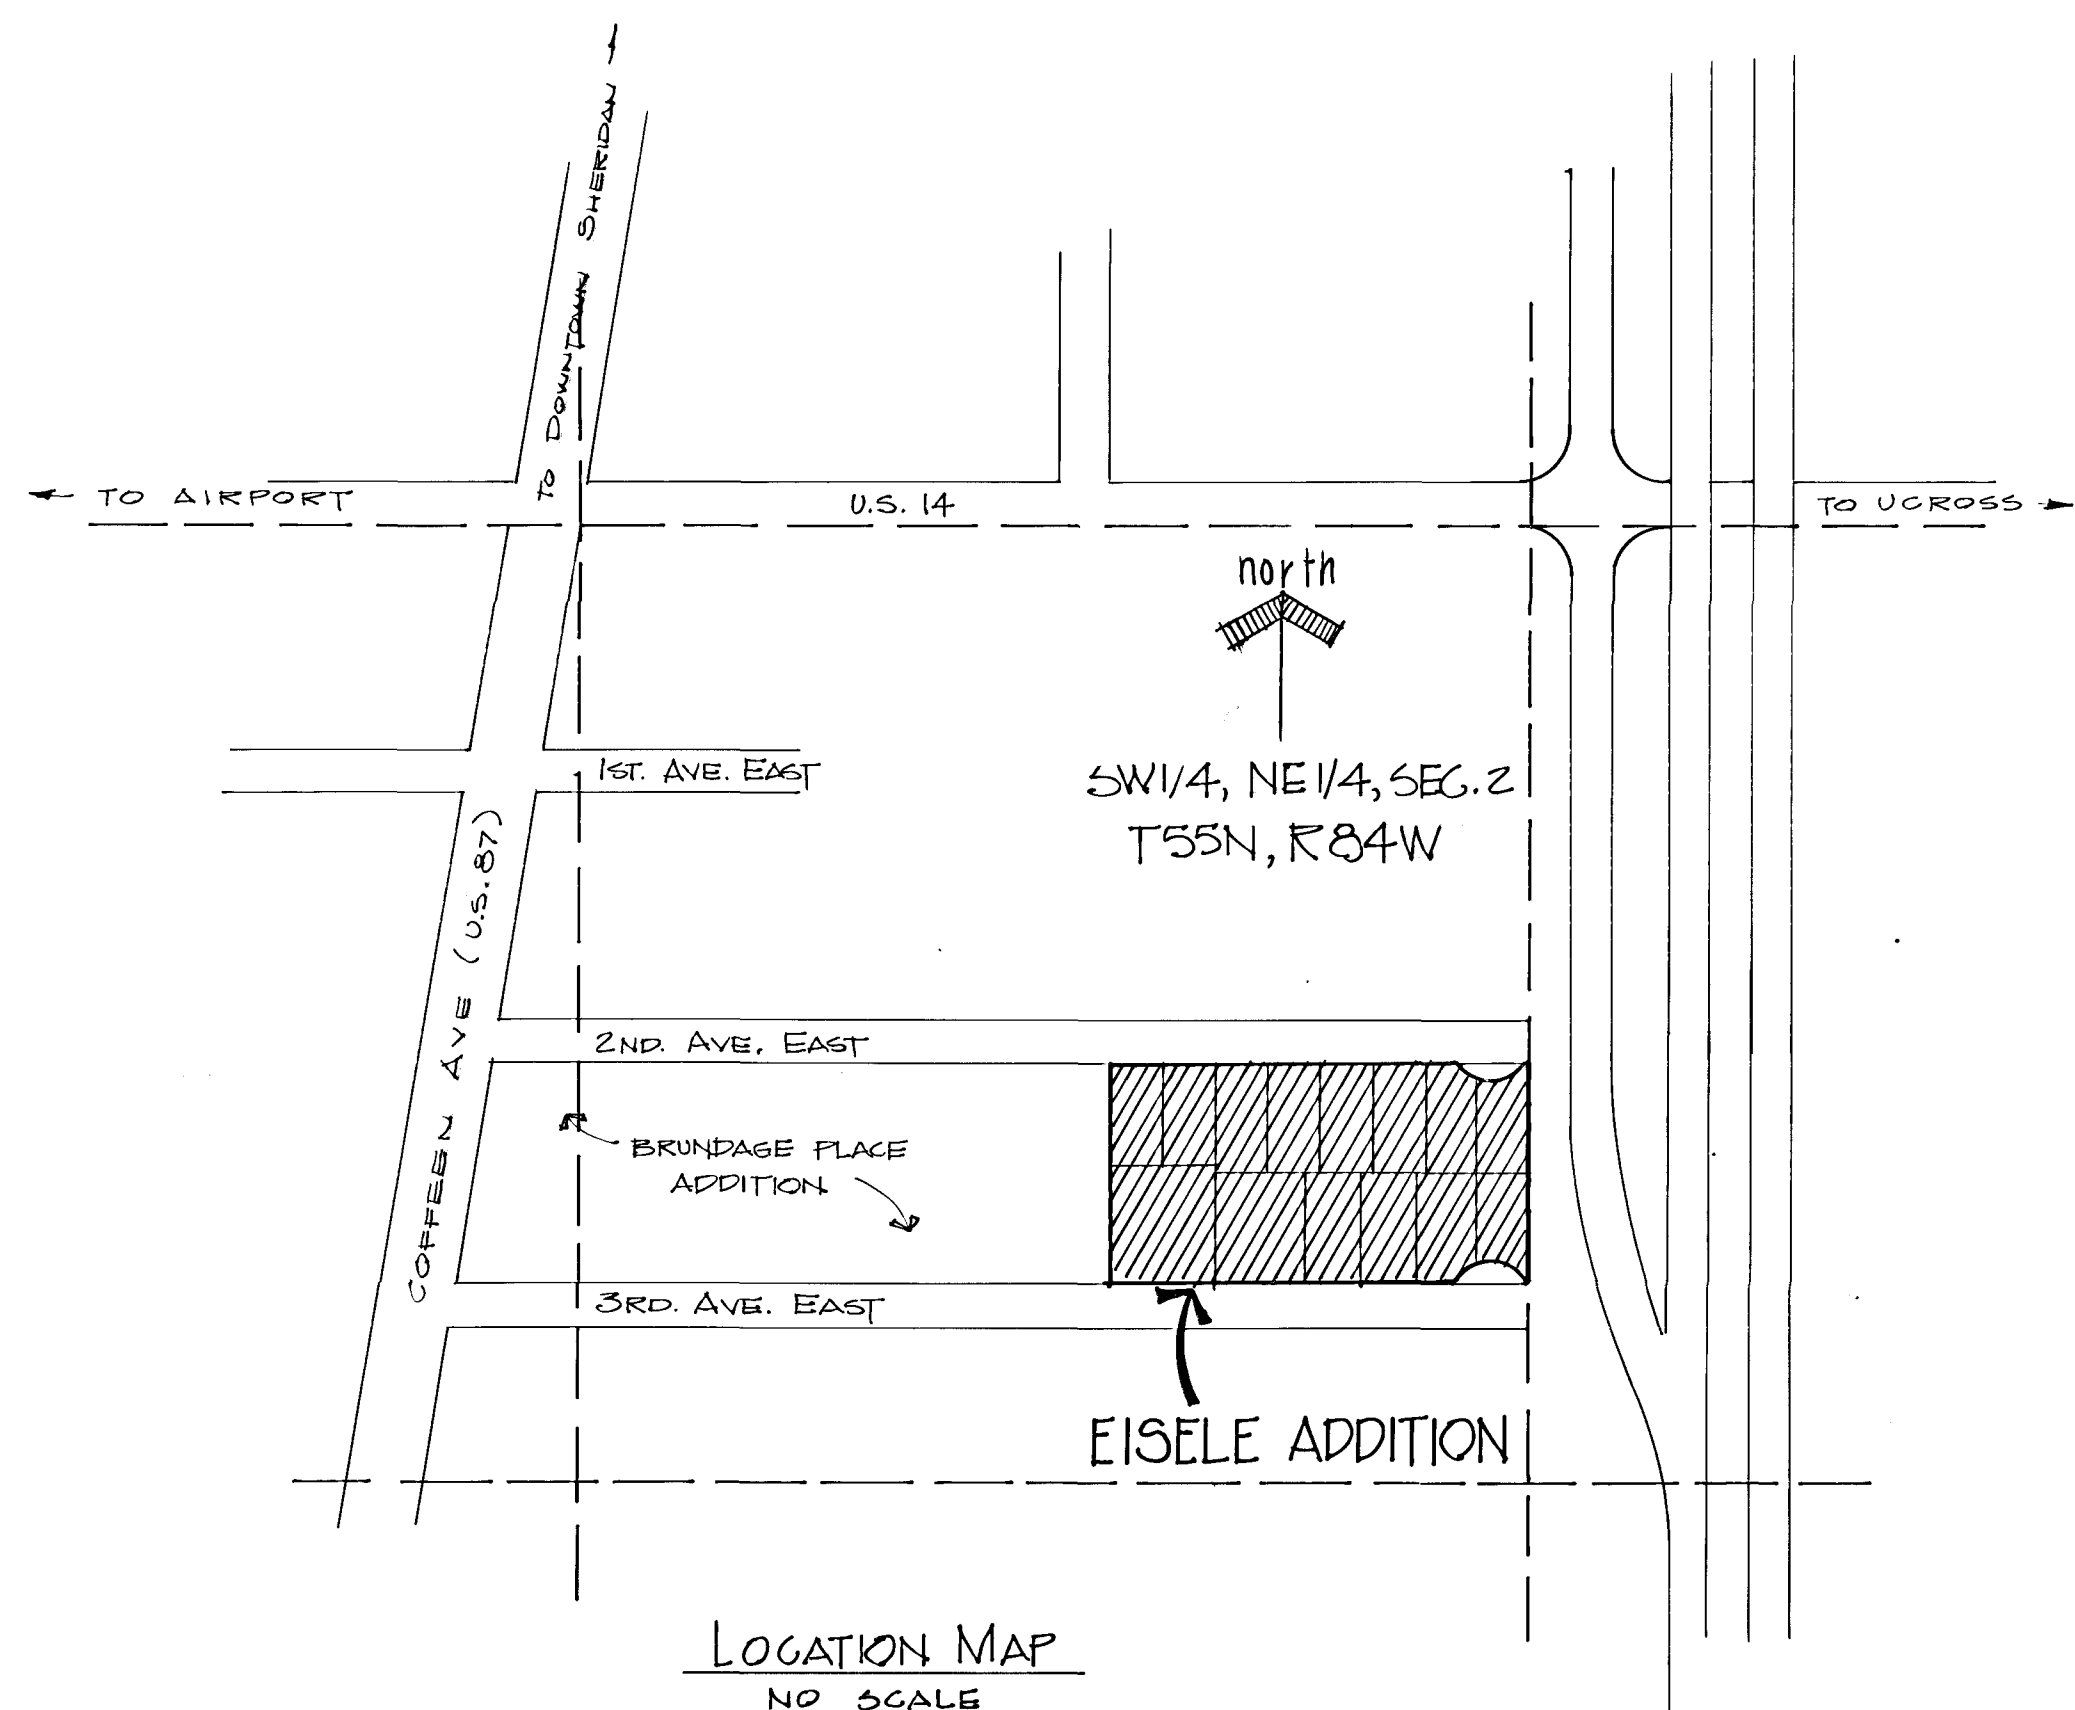 TO DOWNTOWN SHERIDAN
TO AIRPORT
U.S. 14
TO UCROSS
north
1ST. AVE. EAST
SW1/4, NE1/4, SEC. 2
T55N, R84W
COFFEEN AVE (U.S. 87)
2ND. AVE. EAST
BRUNDAGE PLACE
ADDITION
3RD. AVE. EAST
EISELE ADDITION
LOCATION MAP
NO SCALE